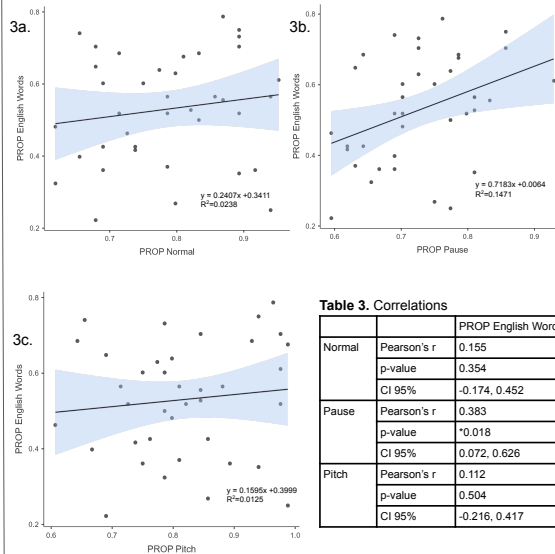 3a.
PROP English Words
0.8
0.6
0.4
0.2
0.7
0.8
0.9
PROP Normal
y = 0.2407x +0.3411
R²=0.0238
3b.
PROP English Words
0.8
0.6
0.4
0.2
0.6
0.7
0.8
0.9
PROP Pause
y = 0.7183x +0.0064
R²=0.1471
3c.
PROP English Words
0.8
0.6
0.4
0.2
0.6
0.7
0.8
0.9
1.0
PROP Pitch
y = 0.1595x +0.3999
R²=0.0125
Table 3. Correlations
PROP English Word
Normal Pearson's r 0.155
p-value 0.354
CI 95% -0.174, 0.452
Pause Pearson's r 0.383
p-value *0.018
CI 95% 0.072, 0.626
Pitch Pearson's r 0.112
p-value 0.504
CI 95% -0.216, 0.417